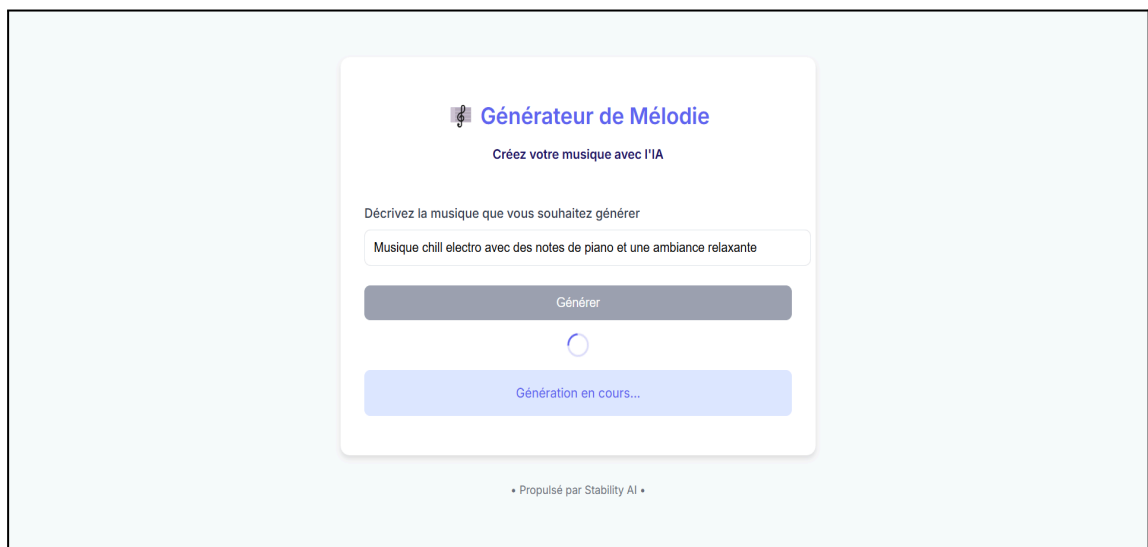 Générateur de Mélodie
Créez votre musique avec l'IA
Décrivez la musique que vous souhaitez générer
Musique chill electro avec des notes de piano et une ambiance relaxante
Générer
Génération en cours...
• Propulsé par Stability AI •